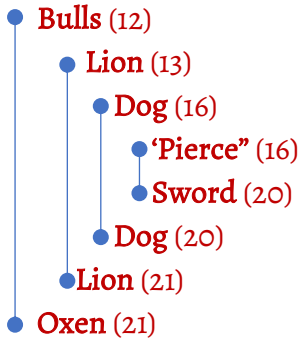 Bulls (12)
Lion (13)
Dog (16)
‘Pierce” (16)
Sword (20)
Dog (20)
Lion (21)
Oxen (21)